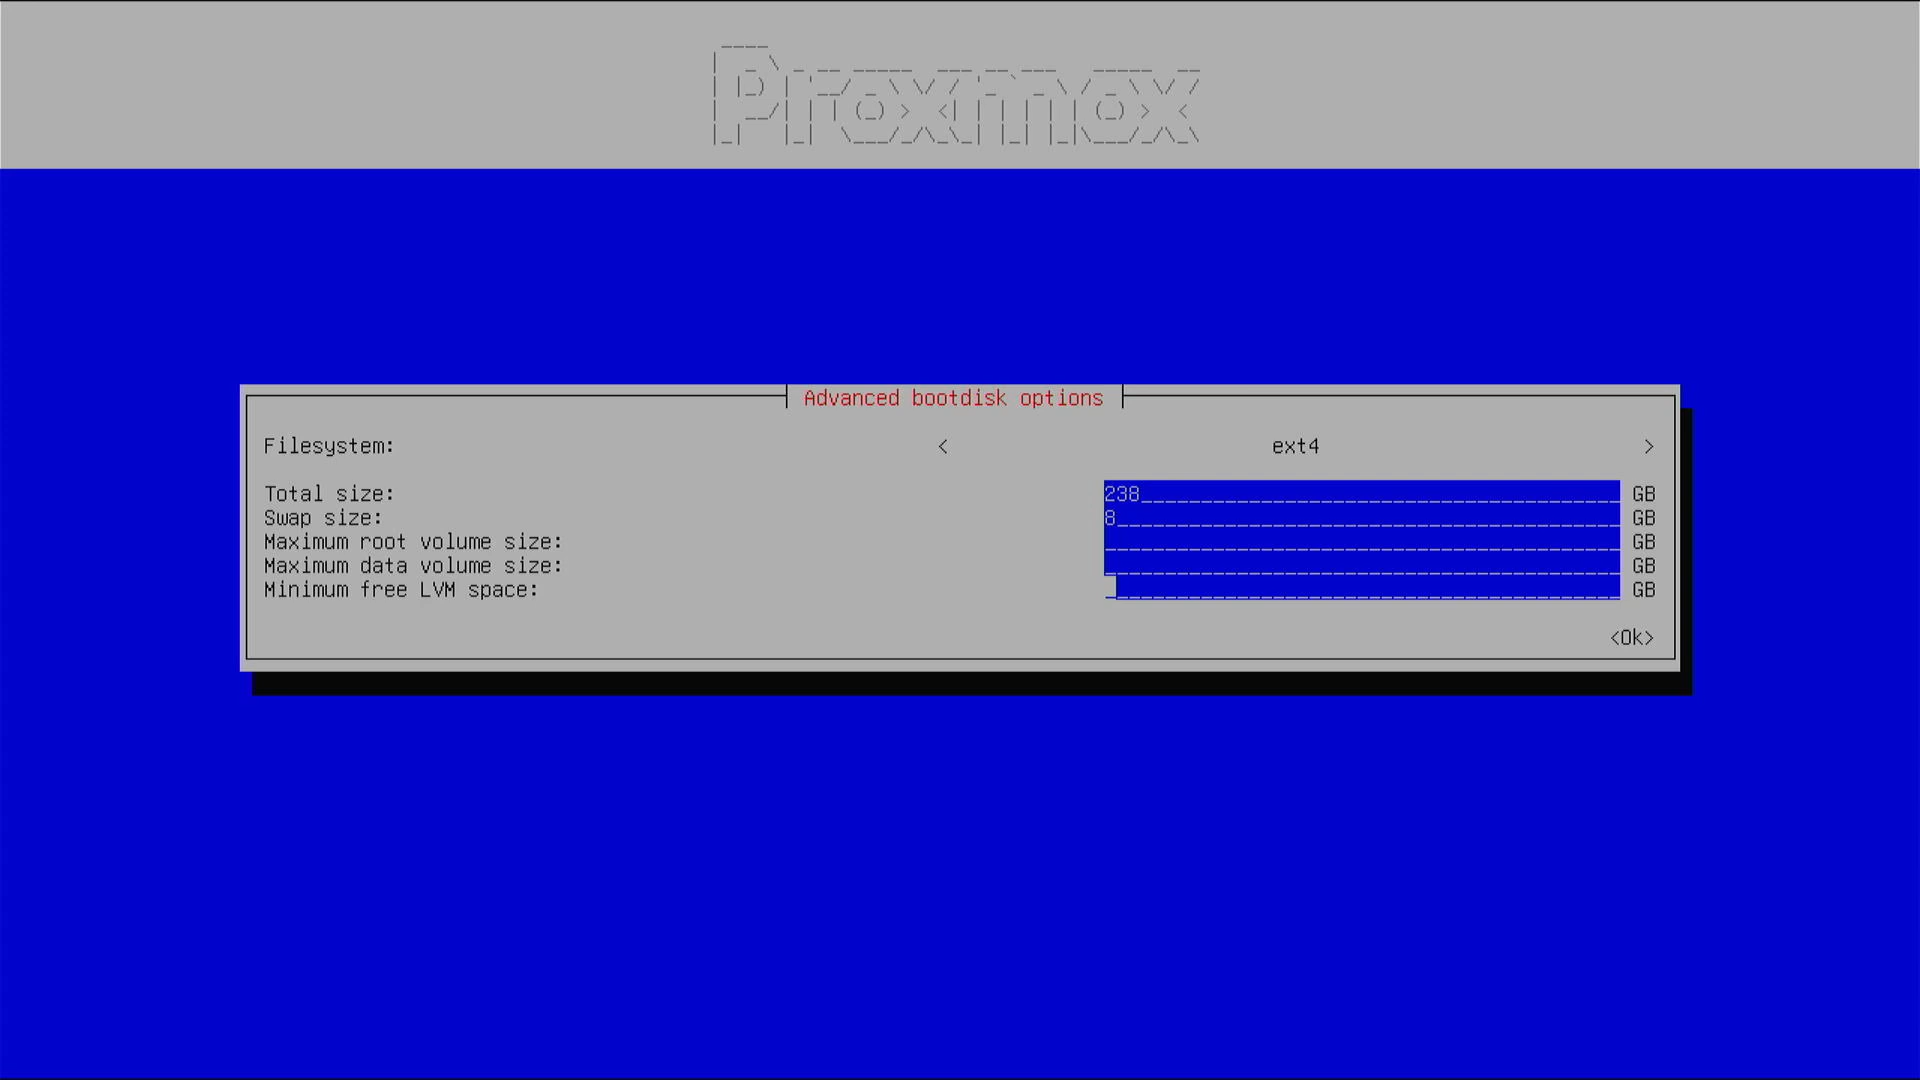 Proxmox
Advanced bootdisk options
Filesystem: < ext4 >
Total size: 238 GB
Swap size: 8 GB
Maximum root volume size: GB
Maximum data volume size: GB
Minimum free LVM space: GB
<Ok>